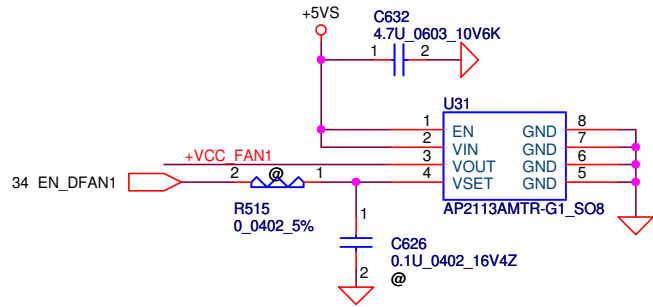 +5VS
C632
4.7U_0603_10V6K
1 2
U31
1 EN GND 8
2 VIN GND 7
+VCC_FAN1 3 VOUT GND 6
34 EN_DFAN1 2 @ 1 4 VSET GND 5
R515
0_0402_5%
AP2113AMTR-G1_SO8
1
C626
0.1U_0402_16V4Z
2
@